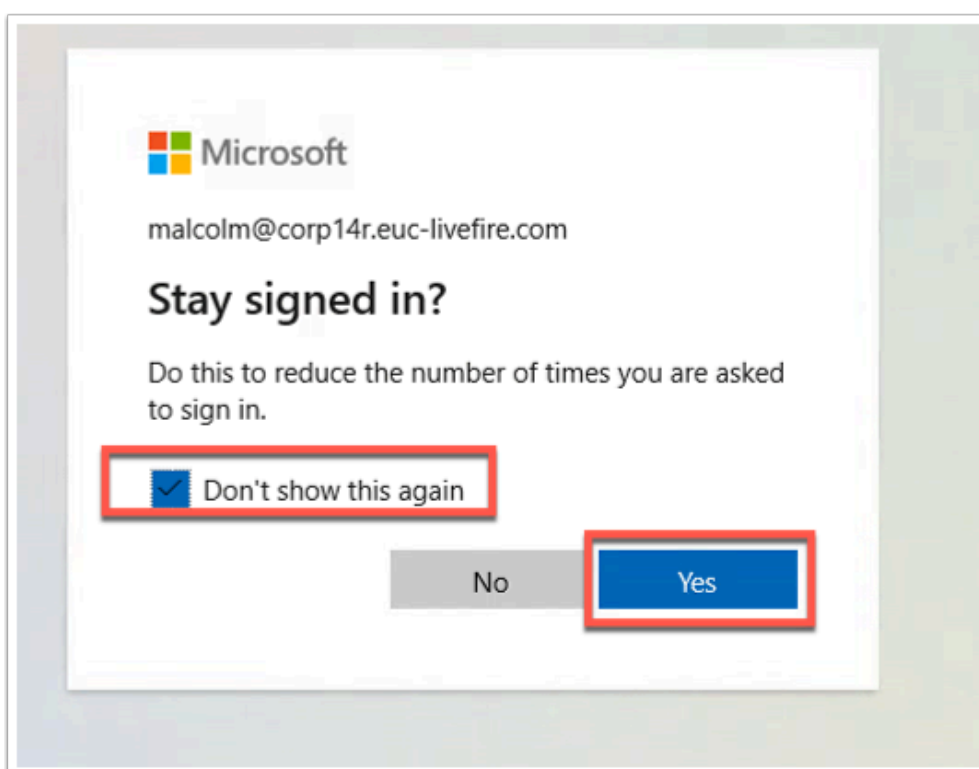 Microsoft
malcolm@corp14r.euc-livefire.com
Stay signed in?
Do this to reduce the number of times you are asked
to sign in.
Don't show this again
No
Yes